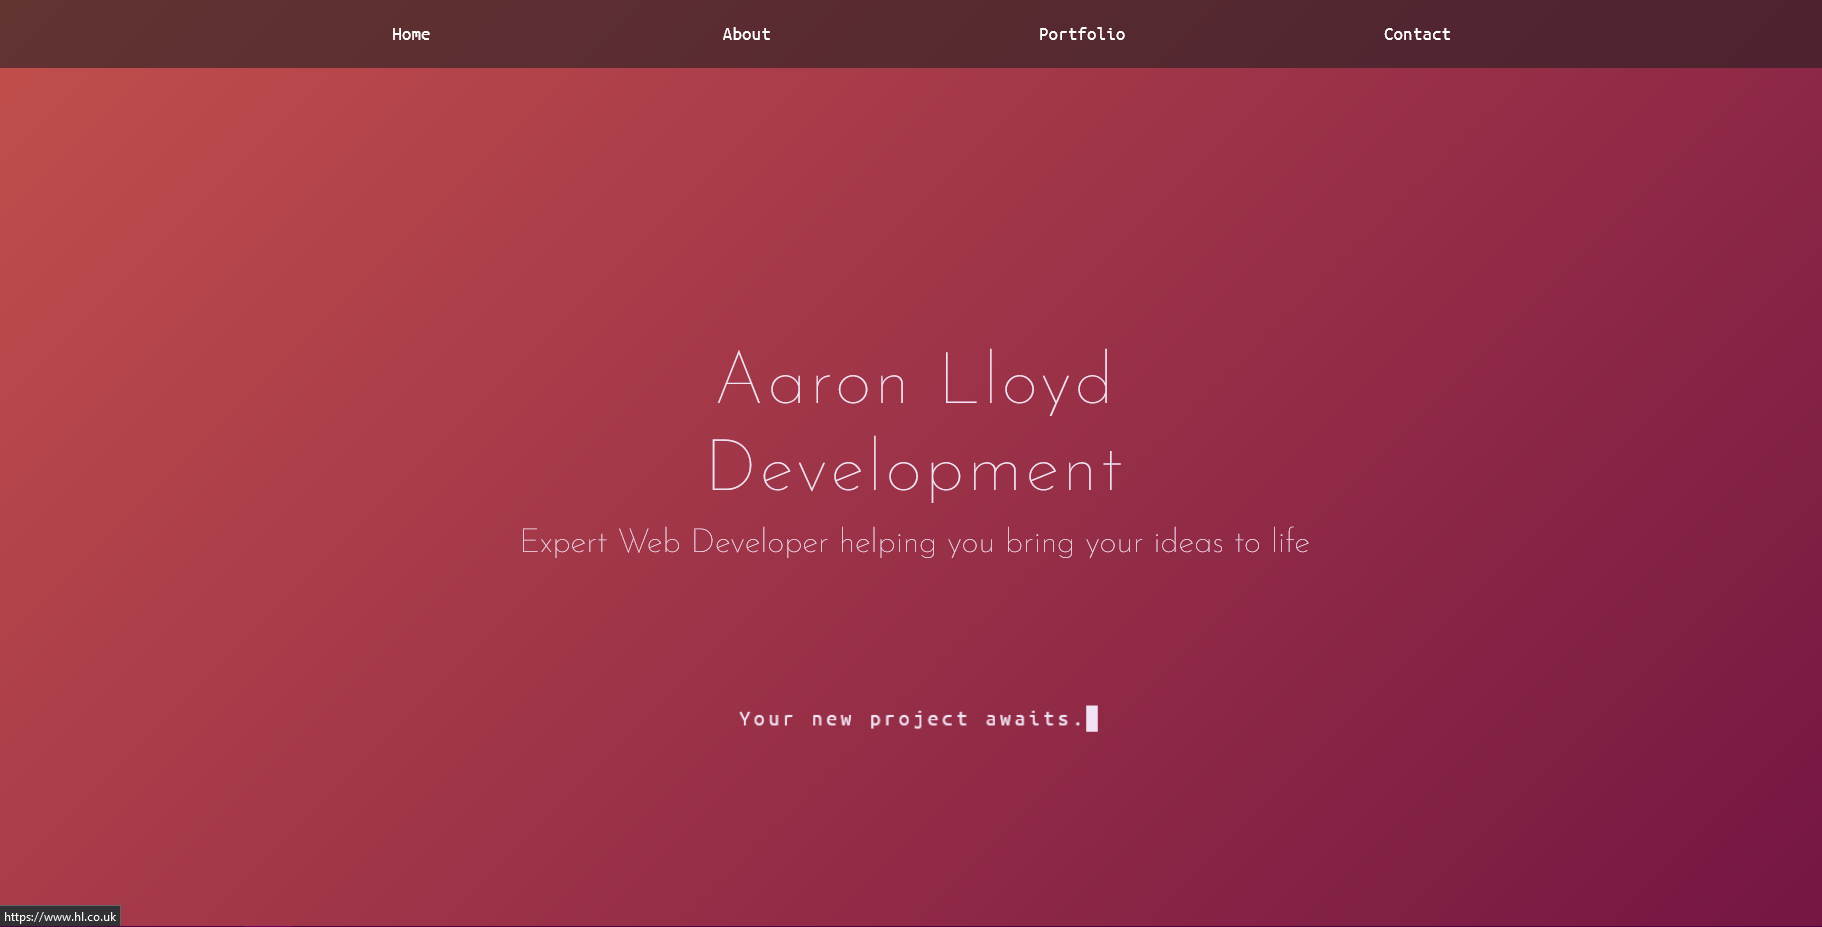 Home About Portfolio Contact
Aaron Lloyd
Development
Expert Web Developer helping you bring your ideas to life
Your new project awaits.
https://www.hl.co.uk